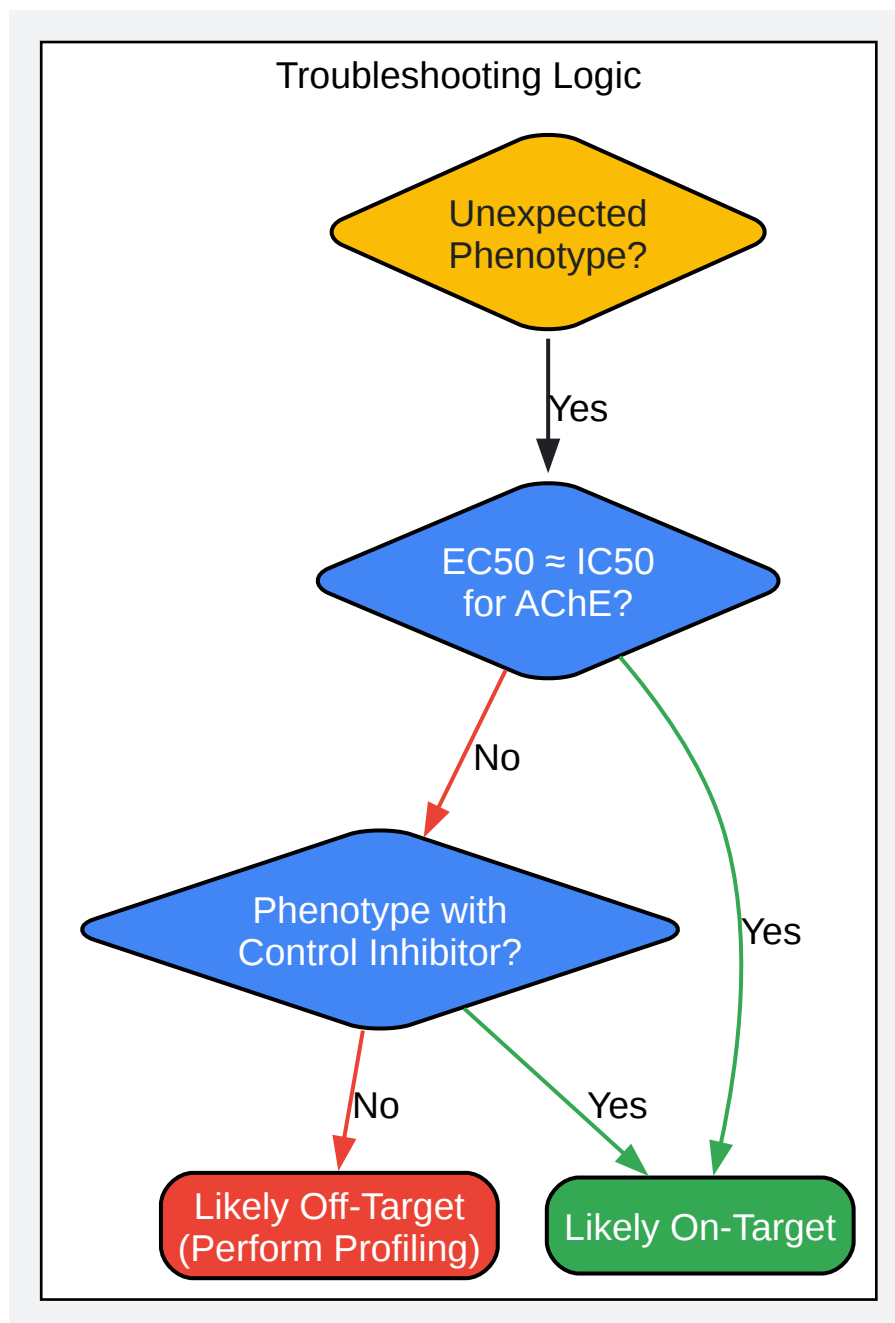 Troubleshooting Logic
Unexpected
Phenotype?
Yes
EC50 ≈ IC50
for AChE?
No
Phenotype with
Control Inhibitor?
Yes
No
Yes
Likely Off-Target
(Perform Profiling)
Likely On-Target